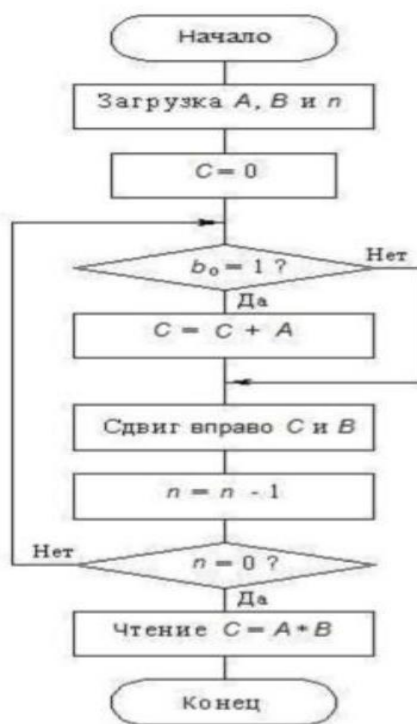 Начало
Загрузка A, B и n
C = 0
b₀ = 1 ?
Нет
Да
C = C + A
Сдвиг вправо C и B
n = n - 1
Нет
n = 0 ?
Да
Чтение C = A * B
Конец